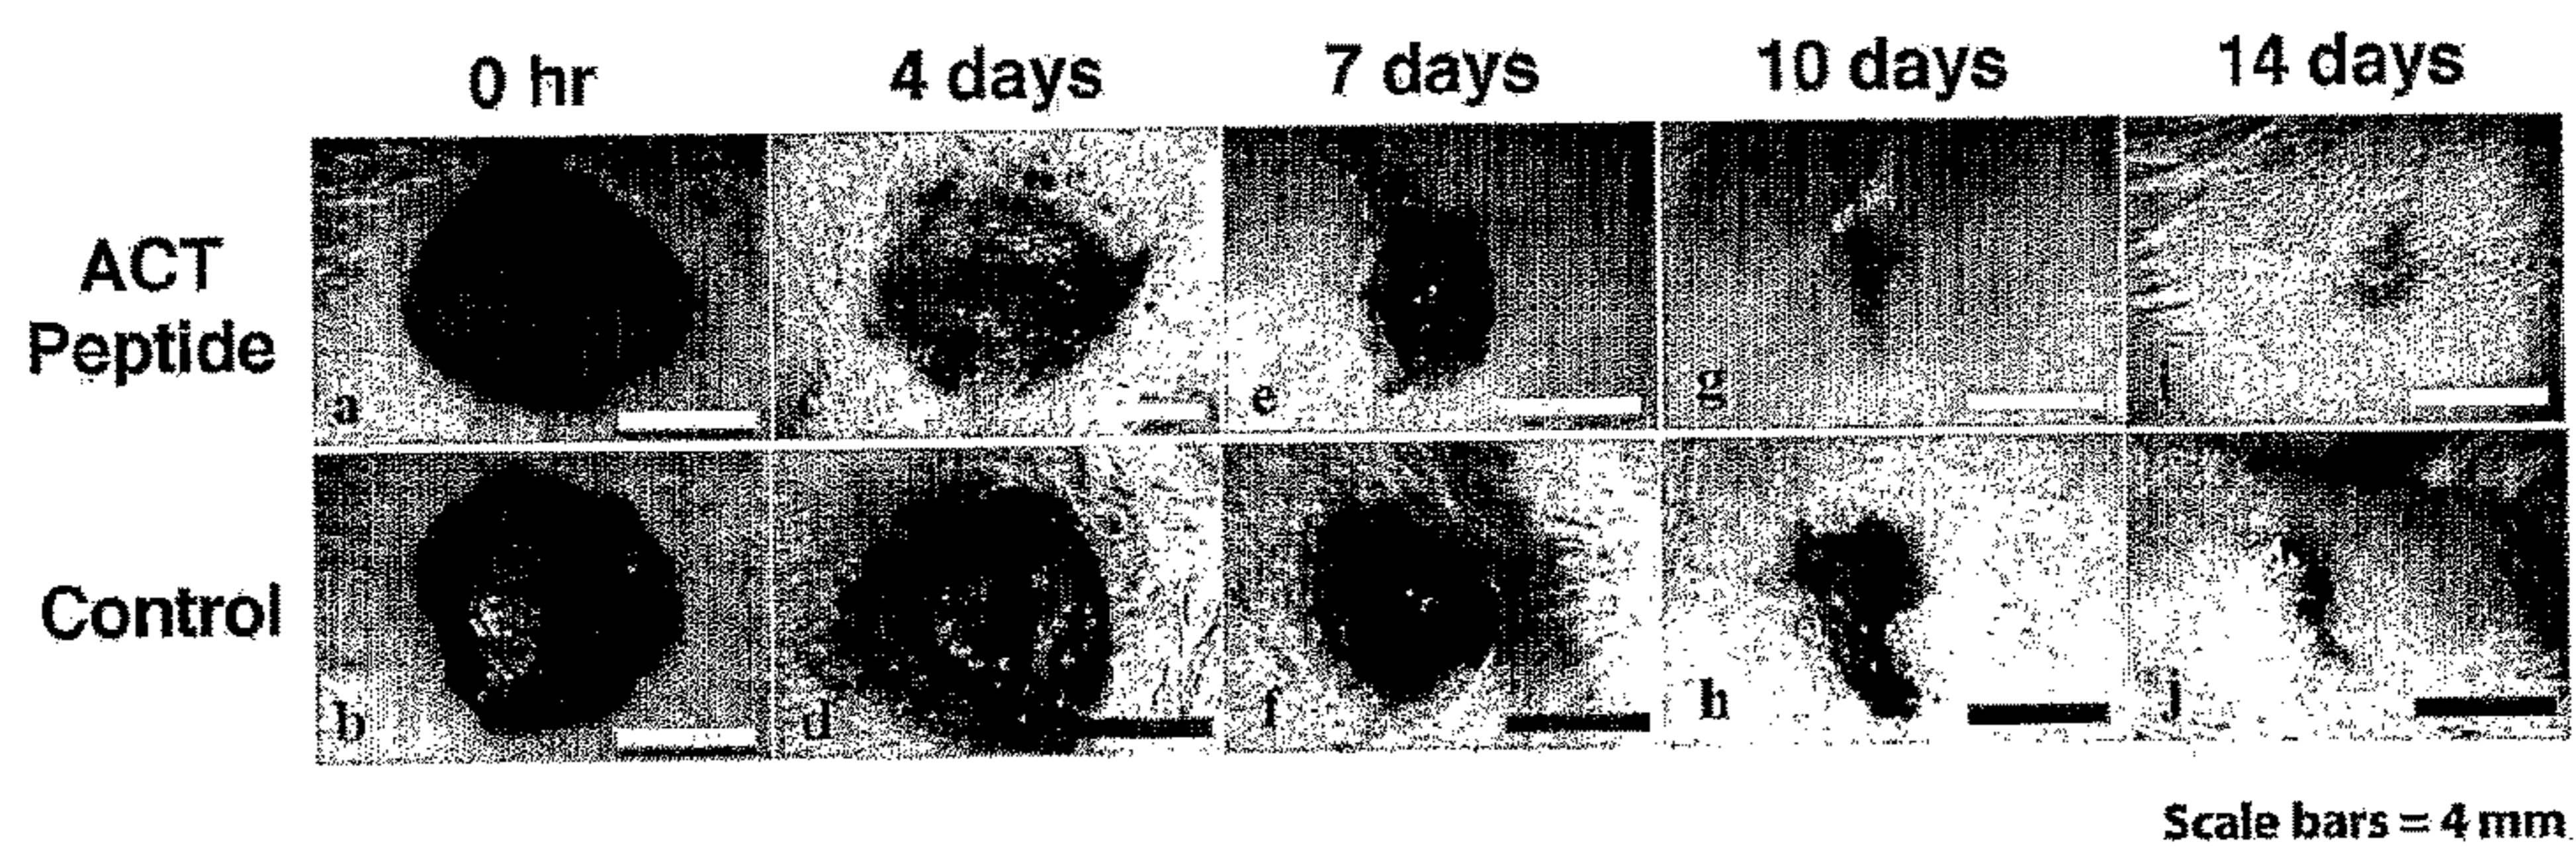 0 hr 4 days 7 days 10 days 14 days
ACT
Peptide
a c e g i
Control
b d f h j
Scale bars = 4 mm